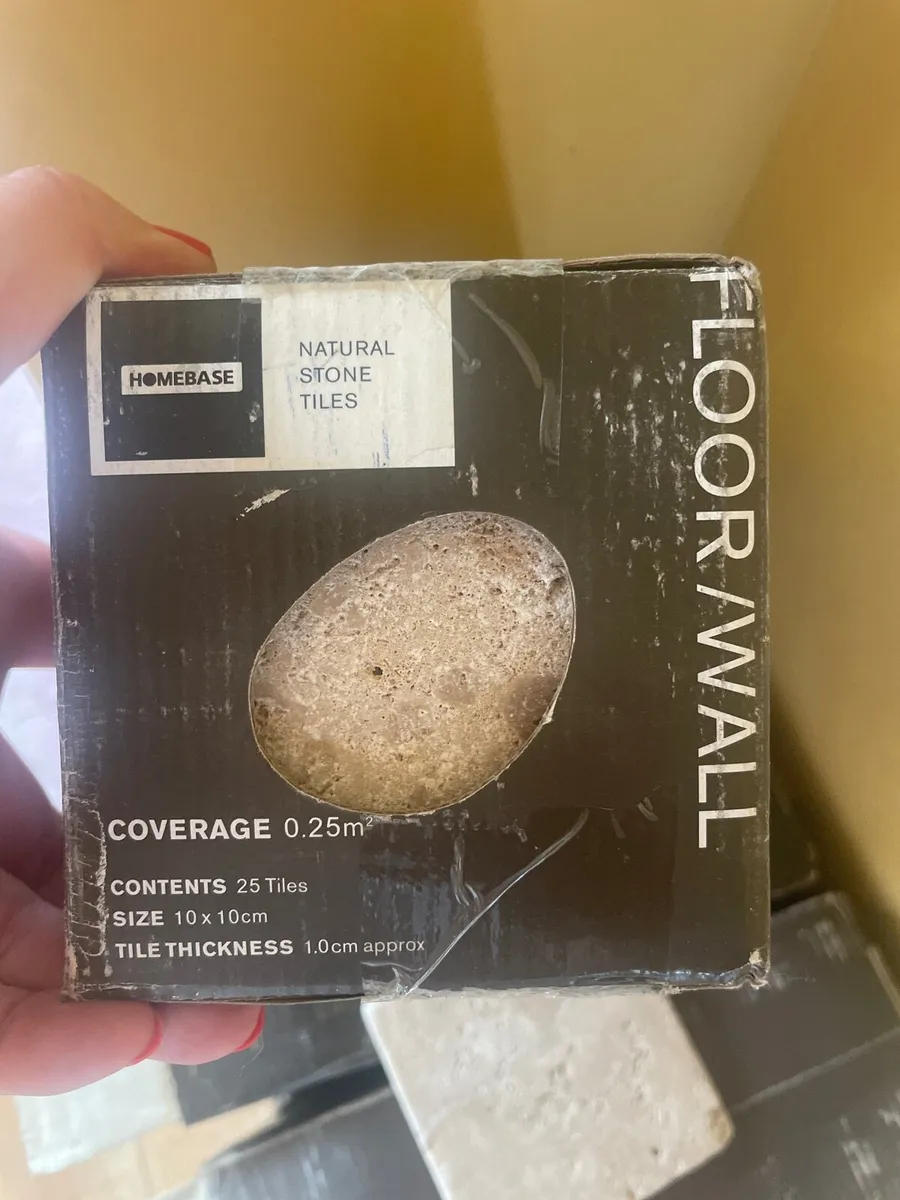 HOMEBASE
NATURAL
STONE
TILES
FLOOR/WALL
COVERAGE 0.25m²
CONTENTS 25 Tiles
SIZE 10 x 10cm
TILE THICKNESS 1.0cm approx